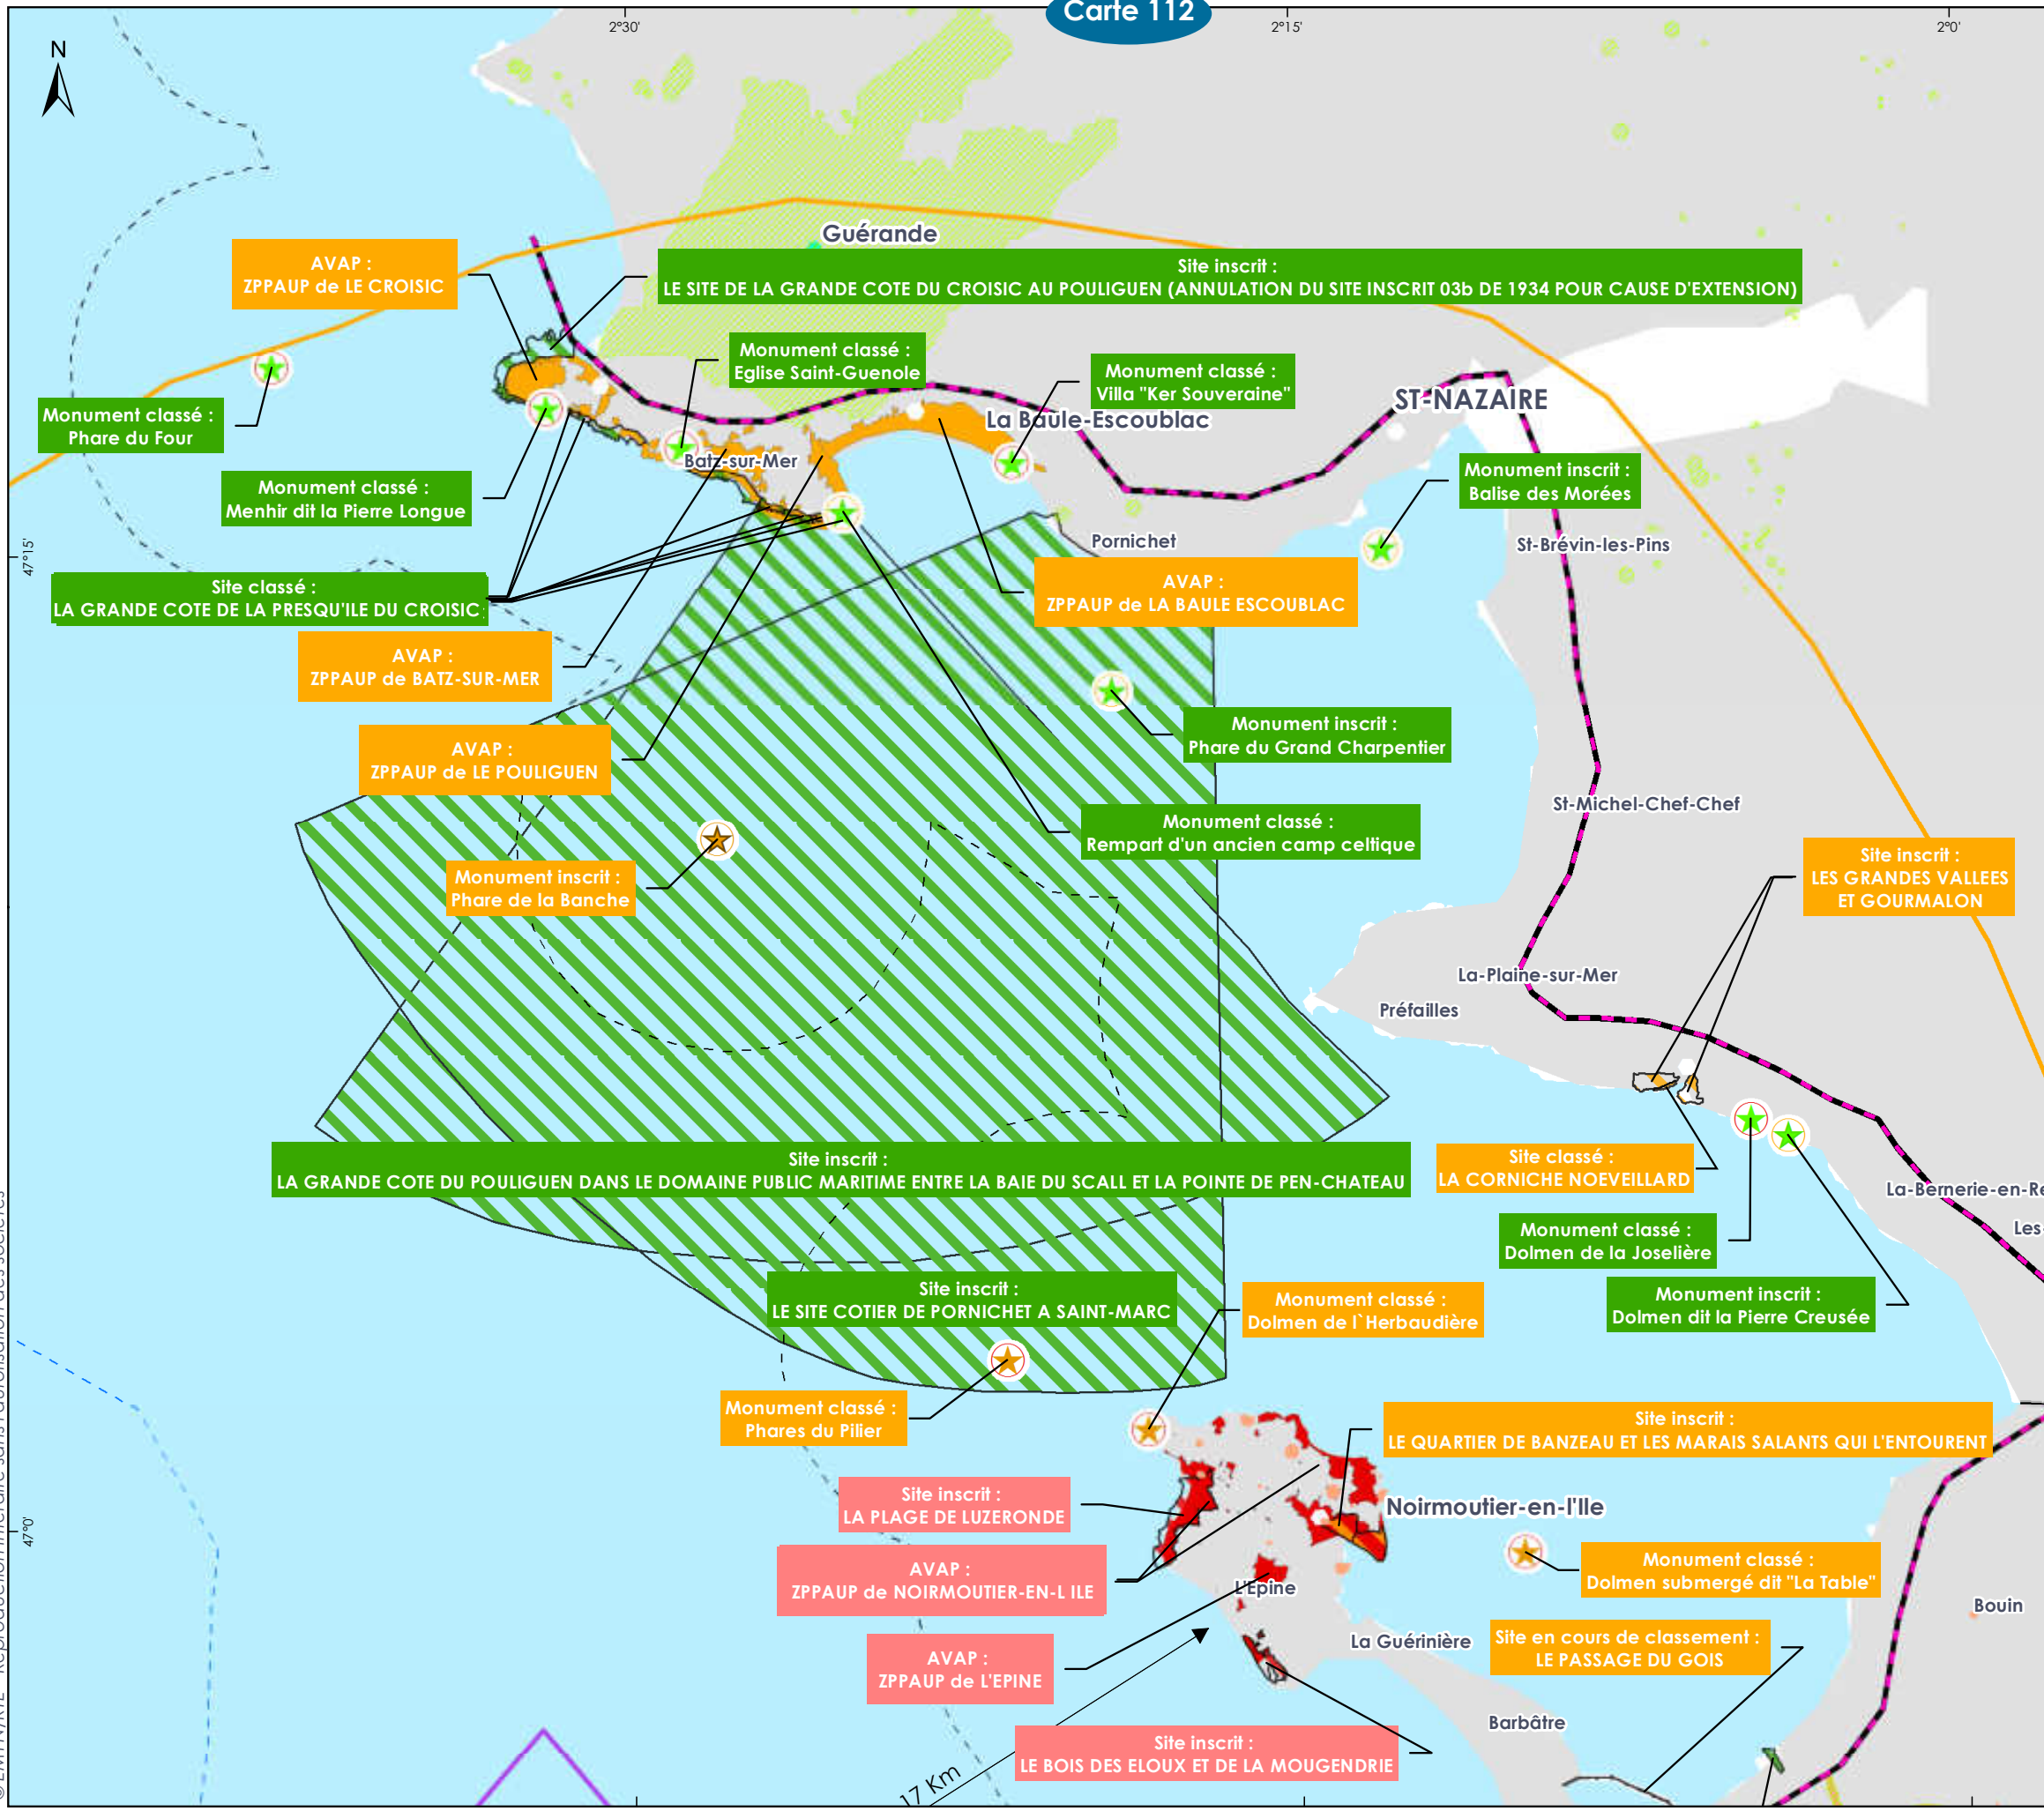 Carte 112
2°30'
2°15'
2°0'
N
Guérande
AVAP :
ZPPAUP de LE CROISIC
Site inscrit :
LE SITE DE LA GRANDE COTE DU CROISIC AU POULIGUEN (ANNULATION DU SITE INSCRIT 03b DE 1934 POUR CAUSE D'EXTENSION)
Monument classé :
Eglise Saint-Guenole
Monument classé :
Villa "Ker Souveraine"
ST-NAZAIRE
Monument classé :
Phare du Four
La Baule-Escoublac
Batz-sur-Mer
Monument classé :
Menhir dit la Pierre Longue
Monument inscrit :
Balise des Morées
Pornichet
St-Brévin-les-Pins
47°15'
Site classé :
LA GRANDE COTE DE LA PRESQU'ILE DU CROISIC
AVAP :
ZPPAUP de LA BAULE ESCOUBLAC
AVAP :
ZPPAUP de BATZ-SUR-MER
Monument inscrit :
Phare du Grand Charpentier
AVAP :
ZPPAUP de LE POULIGUEN
St-Michel-Chef-Chef
Monument classé :
Rempart d'un ancien camp celtique
Monument inscrit :
Phare de la Banche
Site inscrit :
LES GRANDES VALLEES
ET GOURMALON
La-Plaine-sur-Mer
Préfailles
Site inscrit :
LA GRANDE COTE DU POULIGUEN DANS LE DOMAINE PUBLIC MARITIME ENTRE LA BAIE DU SCALL ET LA POINTE DE PEN-CHATEAU
Site classé :
LA CORNICHE NOEVEILLARD
La-Bernerie-en-Re
Les-
Monument classé :
Dolmen de la Joselière
Monument inscrit :
Dolmen dit la Pierre Creusée
Site inscrit :
LE SITE COTIER DE PORNICHET A SAINT-MARC
Monument classé :
Dolmen de l`Herbaudière
Monument classé :
Phares du Pilier
Site inscrit :
LE QUARTIER DE BANZEAU ET LES MARAIS SALANTS QUI L'ENTOURENT
Site inscrit :
LA PLAGE DE LUZERONDE
Noirmoutier-en-l'Ile
47°0'
AVAP :
ZPPAUP de NOIRMOUTIER-EN-L ILE
Monument classé :
Dolmen submergé dit "La Table"
L'Epine
Bouin
La Guérinière
Site en cours de classement :
LE PASSAGE DU GOIS
AVAP :
ZPPAUP de L'EPINE
Barbâtre
Site inscrit :
LE BOIS DES ELOUX ET DE LA MOUGENDRIE
17 Km